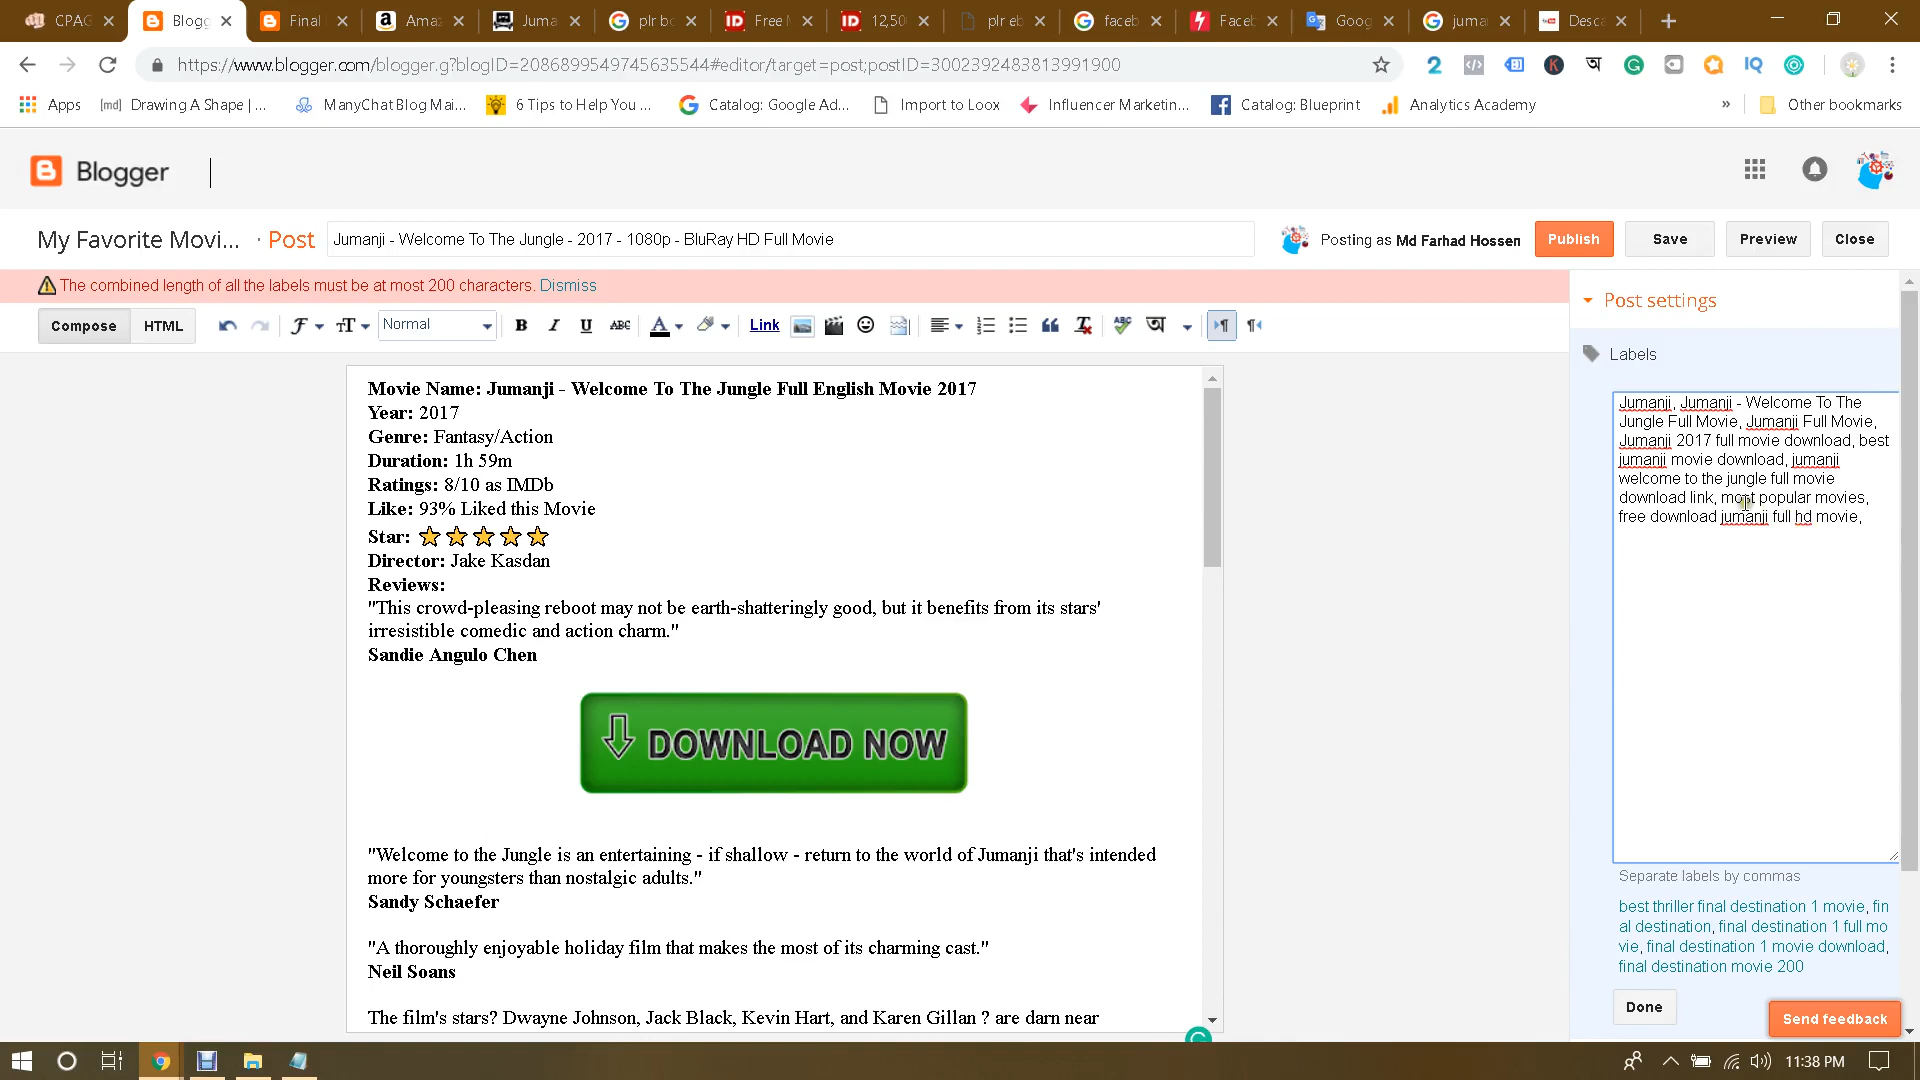 CPAG
Blogg
Final
Amaz
Juma
plr bo
Free M
12,50
plr eb
faceb
Faceb
Goog
juma
Desca
https://www.blogger.com/blogger.g?blogID=2086899549745635544#editor/target=post;postID=3002392483813991900
Apps
Drawing A Shape | ...
ManyChat Blog Mai...
6 Tips to Help You ...
Catalog: Google Ad...
Import to Loox
Influencer Marketin...
Catalog: Blueprint
Analytics Academy
»
Other bookmarks
Blogger
My Favorite Movi... · Post
Jumanji - Welcome To The Jungle - 2017 - 1080p - BluRay HD Full Movie
Posting as Md Farhad Hossen
Publish
Save
Preview
Close
The combined length of all the labels must be at most 200 characters. Dismiss
Compose
HTML
Normal
B I U ABC A Link
Movie Name: Jumanji - Welcome To The Jungle Full English Movie 2017
Year: 2017
Genre: Fantasy/Action
Duration: 1h 59m
Ratings: 8/10 as IMDb
Like: 93% Liked this Movie
Star:
Director: Jake Kasdan
Reviews:
"This crowd-pleasing reboot may not be earth-shatteringly good, but it benefits from its stars'
irresistible comedic and action charm."
Sandie Angulo Chen
DOWNLOAD NOW
"Welcome to the Jungle is an entertaining - if shallow - return to the world of Jumanji that's intended
more for youngsters than nostalgic adults."
Sandy Schaefer
"A thoroughly enjoyable holiday film that makes the most of its charming cast."
Neil Soans
The film's stars? Dwayne Johnson, Jack Black, Kevin Hart, and Karen Gillan ? are darn near
Post settings
Labels
Jumanji, Jumanji - Welcome To The
Jungle Full Movie, Jumanji Full Movie,
Jumanji 2017 full movie download, best
jumanji movie download, jumanji
welcome to the jungle full movie
download link, most popular movies,
free download jumanji full hd movie,
Separate labels by commas
best thriller final destination 1 movie, fin
al destination, final destination 1 full mo
vie, final destination 1 movie download,
final destination movie 200
Done
Send feedback
11:38 PM